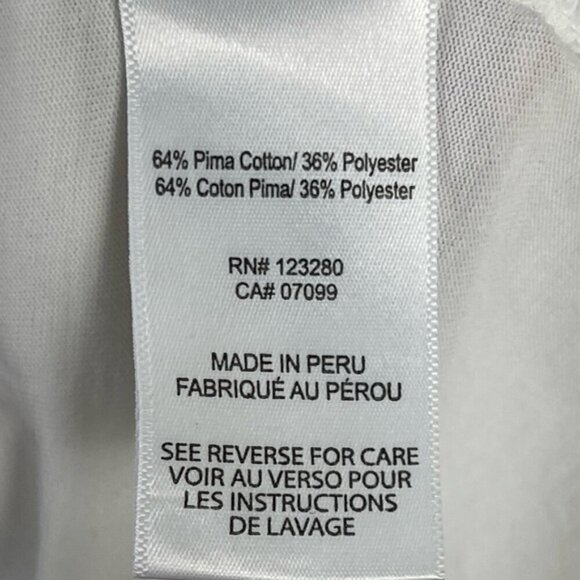 64% Pima Cotton/ 36% Polyester
64% Coton Pima/ 36% Polyester
RN# 123280
CA# 07099
MADE IN PERU
FABRIQUÉ AU PÉROU
SEE REVERSE FOR CARE
VOIR AU VERSO POUR
LES INSTRUCTIONS
DE LAVAGE